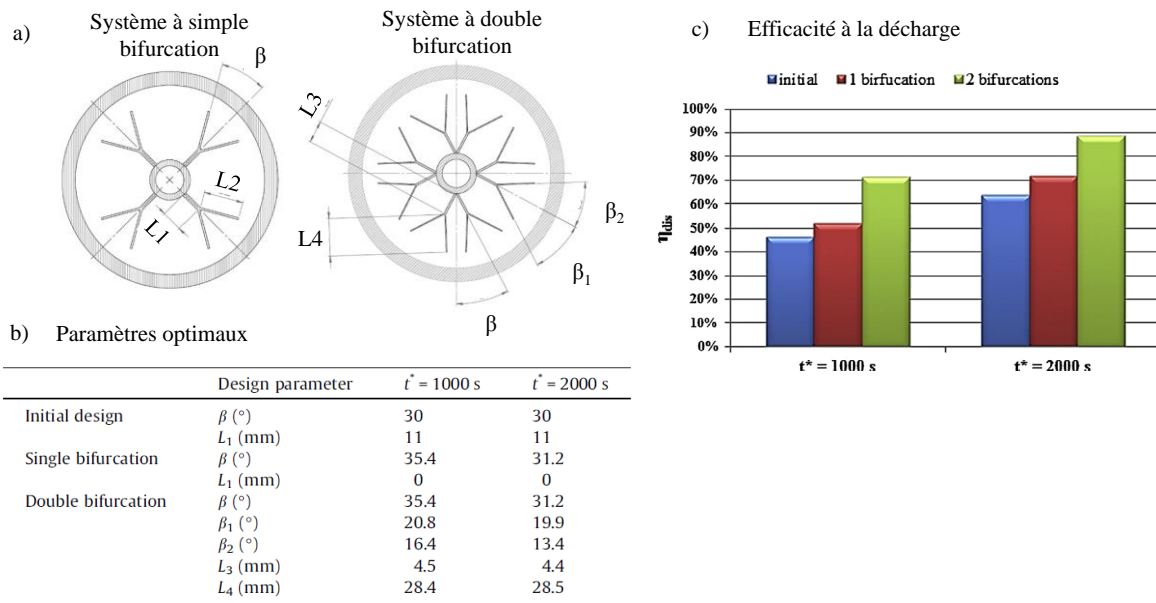 a)
Système à simple
bifurcation
Système à double
bifurcation
β
L2
L1
L3
L4
β2
β1
β
b) Paramètres optimaux
Design parameter t* = 1000 s t* = 2000 s
Initial design β (°) 30 30
L1 (mm) 11 11
Single bifurcation β (°) 35.4 31.2
L1 (mm) 0 0
Double bifurcation β (°) 35.4 31.2
β1 (°) 20.8 19.9
β2 (°) 16.4 13.4
L3 (mm) 4.5 4.4
L4 (mm) 28.4 28.5
c) Efficacité à la décharge
initial 1 birfucation 2 bifurcations
100%
90%
80%
70%
60%
50%
40%
30%
20%
10%
0%
ηdis
t* = 1000 s t* = 2000 s